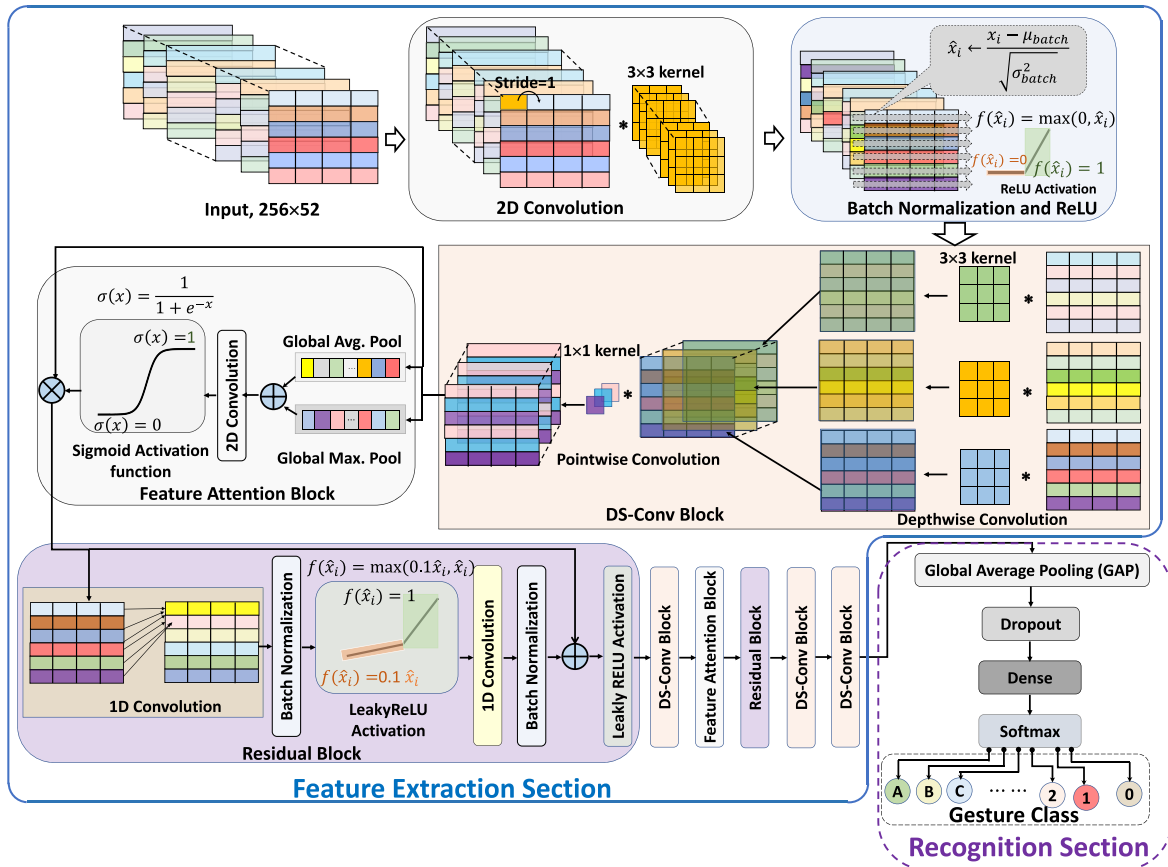 Stride=1
3×3 kernel
*
Input, 256×52
2D Convolution
x̂ᵢ ← (xᵢ − μ_batch) / √(σ²_batch)
f(x̂ᵢ) = max(0, x̂ᵢ)
f(x̂ᵢ) =0
f(x̂ᵢ) = 1
ReLU Activation
Batch Normalization and ReLU
σ(x) = 1 / (1 + e^(−x))
σ(x) = 1
σ(x) = 0
Sigmoid Activation
function
2D Convolution
Global Avg. Pool
...
...
Global Max. Pool
Feature Attention Block
1×1 kernel
*
Pointwise Convolution
3×3 kernel
*
*
*
Depthwise Convolution
DS-Conv Block
1D Convolution
Batch Normalization
f(x̂ᵢ) = max(0.1x̂ᵢ, x̂ᵢ)
f(x̂ᵢ) = 1
f(x̂ᵢ) =0.1 x̂ᵢ
LeakyReLU
Activation
1D Convolution
Batch Normalization
Leakly RELU Activation
Residual Block
DS-Conv Block
Feature Attention Block
Residual Block
DS-Conv Block
DS-Conv Block
Feature Extraction Section
Global Average Pooling (GAP)
Dropout
Dense
Softmax
A B C ... ... 2 1 0
Gesture Class
Recognition Section